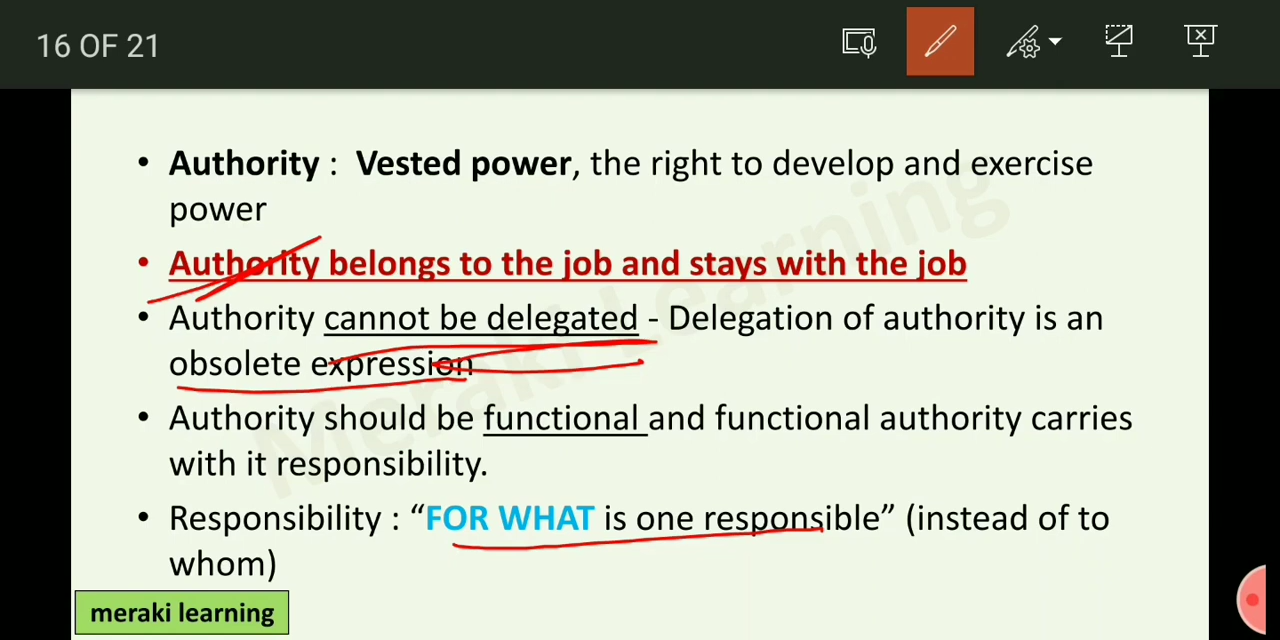 16 OF 21
• Authority : Vested power, the right to develop and exercise
power
• Authority belongs to the job and stays with the job
• Authority cannot be delegated - Delegation of authority is an
obsolete expression
• Authority should be functional and functional authority carries
with it responsibility.
• Responsibility : “FOR WHAT is one responsible” (instead of to
whom)
Meraki Learning
meraki learning